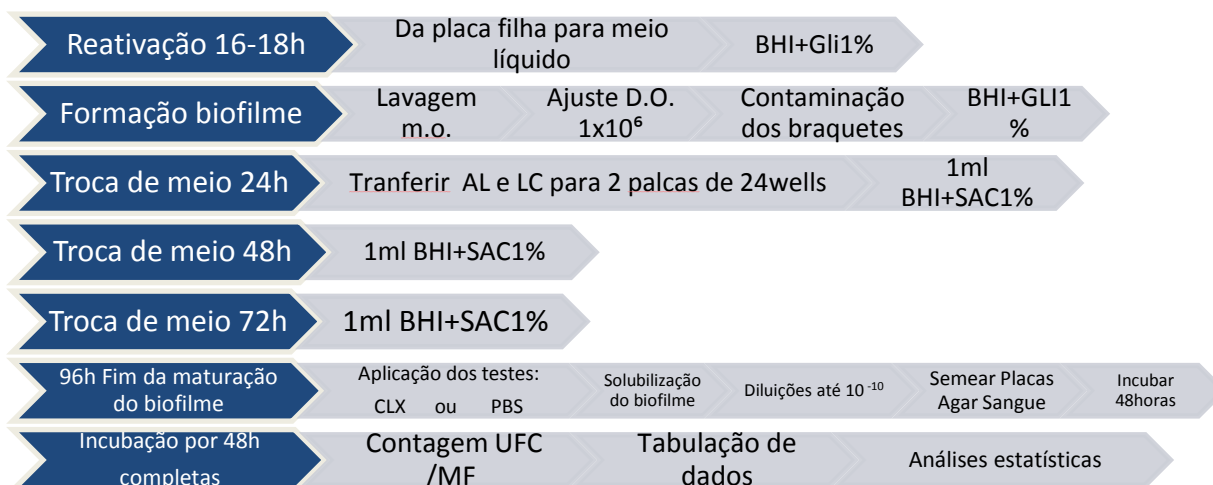 Reativação 16-18h
Da placa filha para meio
líquido
BHI+Gli1%
Formação biofilme
Lavagem
m.o.
Ajuste D.O.
1x10⁶
Contaminação
dos braquetes
BHI+GLI1
%
Troca de meio 24h
Tranferir AL e LC para 2 palcas de 24wells
1ml
BHI+SAC1%
Troca de meio 48h
1ml BHI+SAC1%
Troca de meio 72h
1ml BHI+SAC1%
96h Fim da maturação
do biofilme
Aplicação dos testes:
CLX ou PBS
Solubilização
do biofilme
Diluições até 10⁻¹⁰
Semear Placas
Agar Sangue
Incubar
48horas
Incubação por 48h
completas
Contagem UFC
/MF
Tabulação de
dados
Análises estatísticas